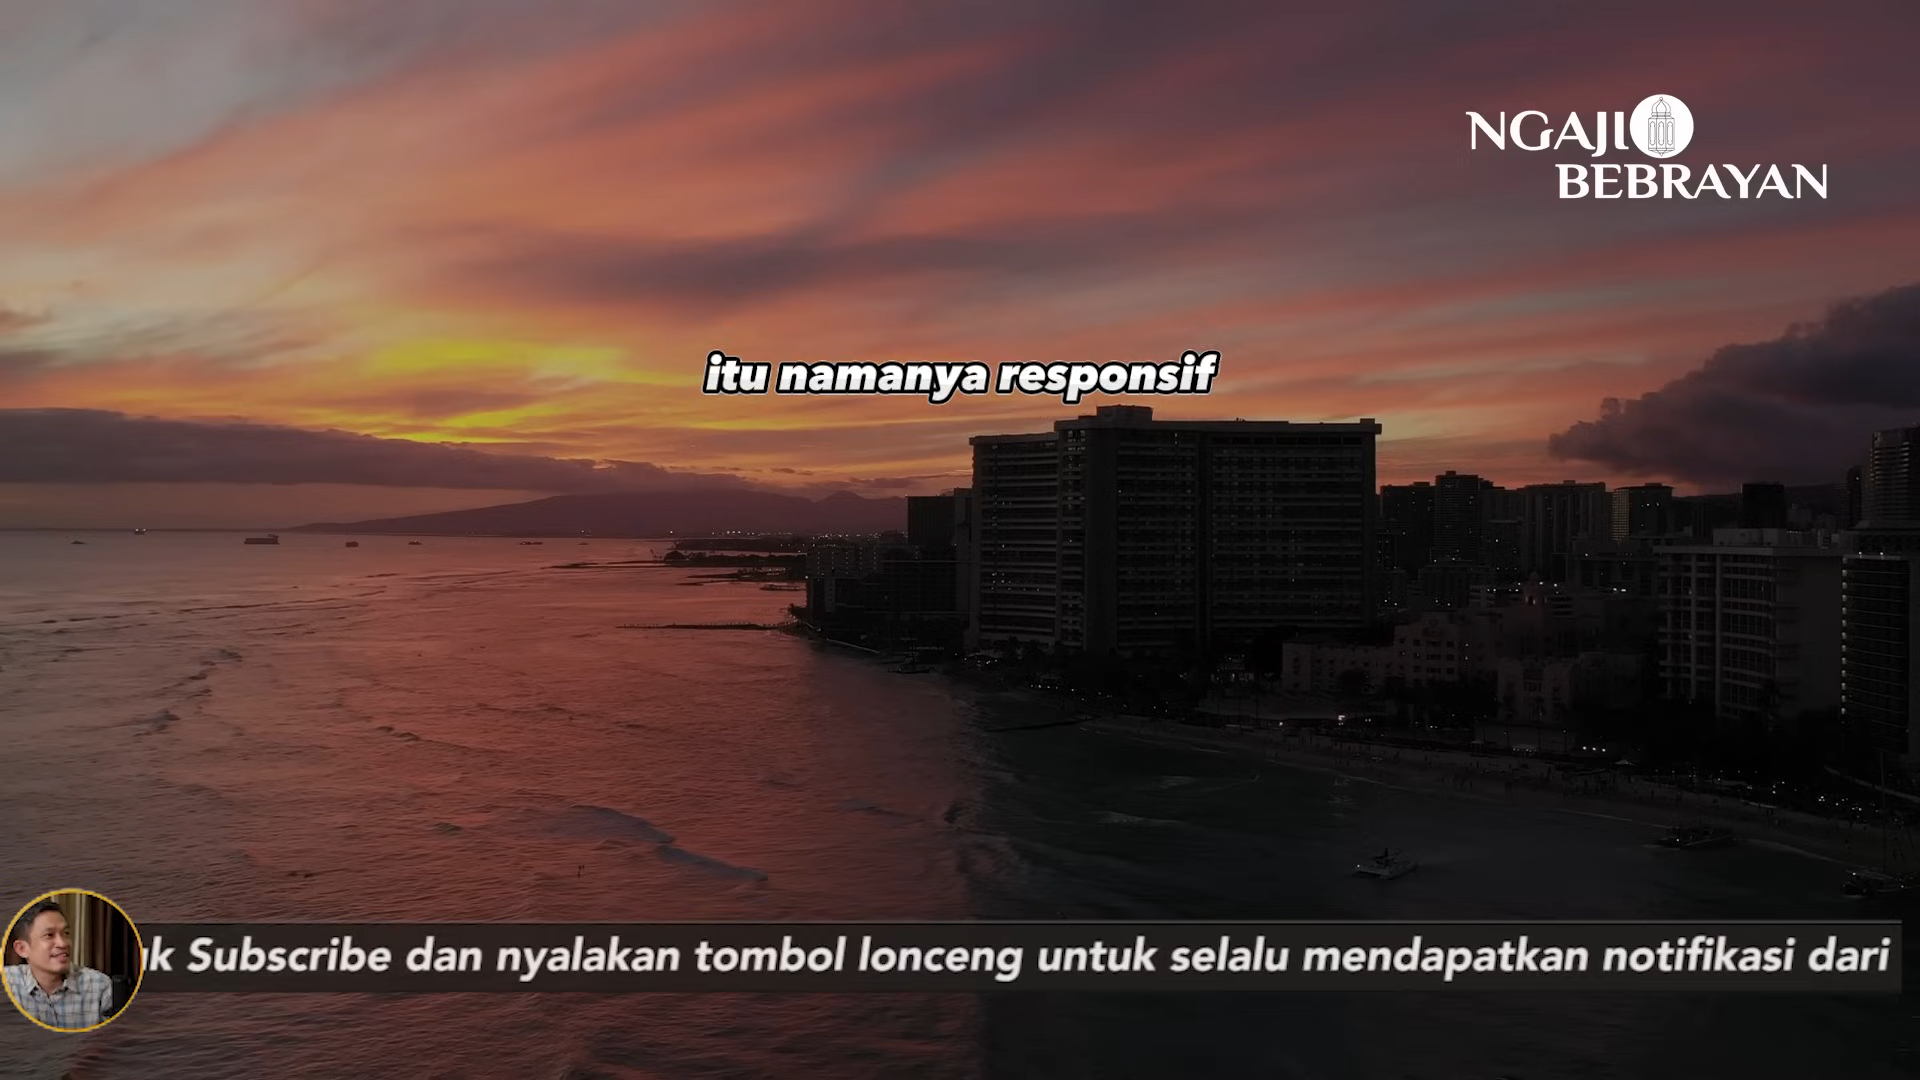 NGAJI
BEBRAYAN
itu namanya responsif
k Subscribe dan nyalakan tombol lonceng untuk selalu mendapatkan notifikasi dari